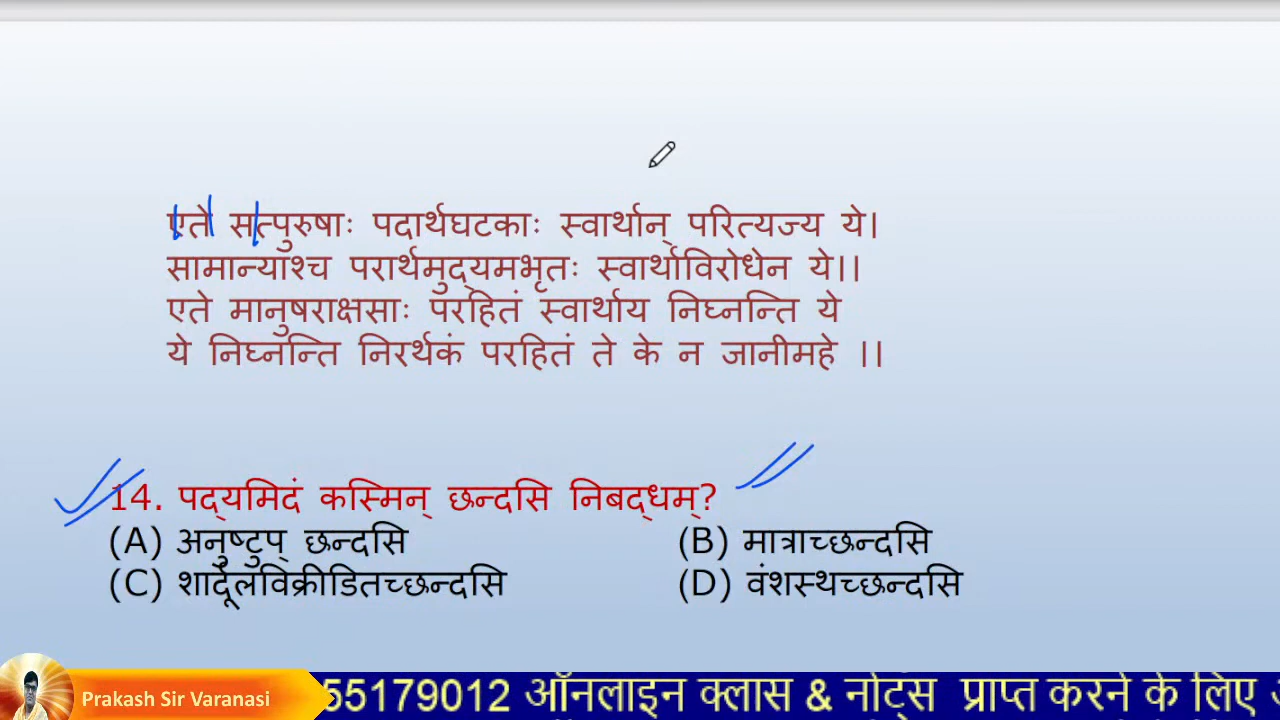 एते सत्पुरुषाः पदार्थघटकाः स्वार्थान् परित्यज्य ये।
सामान्याश्च परार्थमुद्यमभृतः स्वार्थाविरोधेन ये।।
एते मानुषराक्षसाः परहितं स्वार्थाय निघ्नन्ति ये
ये निघ्नन्ति निरर्थकं परहितं ते के न जानीमहे ।।
14. पद्यमिदं कस्मिन् छन्दसि निबद्धम्?
(A) अनुष्टुप् छन्दसि (B) मात्राच्छन्दसि
(C) शार्दूलविक्रीडितच्छन्दसि (D) वंशस्थच्छन्दसि
Prakash Sir Varanasi 55179012 ऑनलाइन क्लास & नोट्स प्राप्त करने के लिए